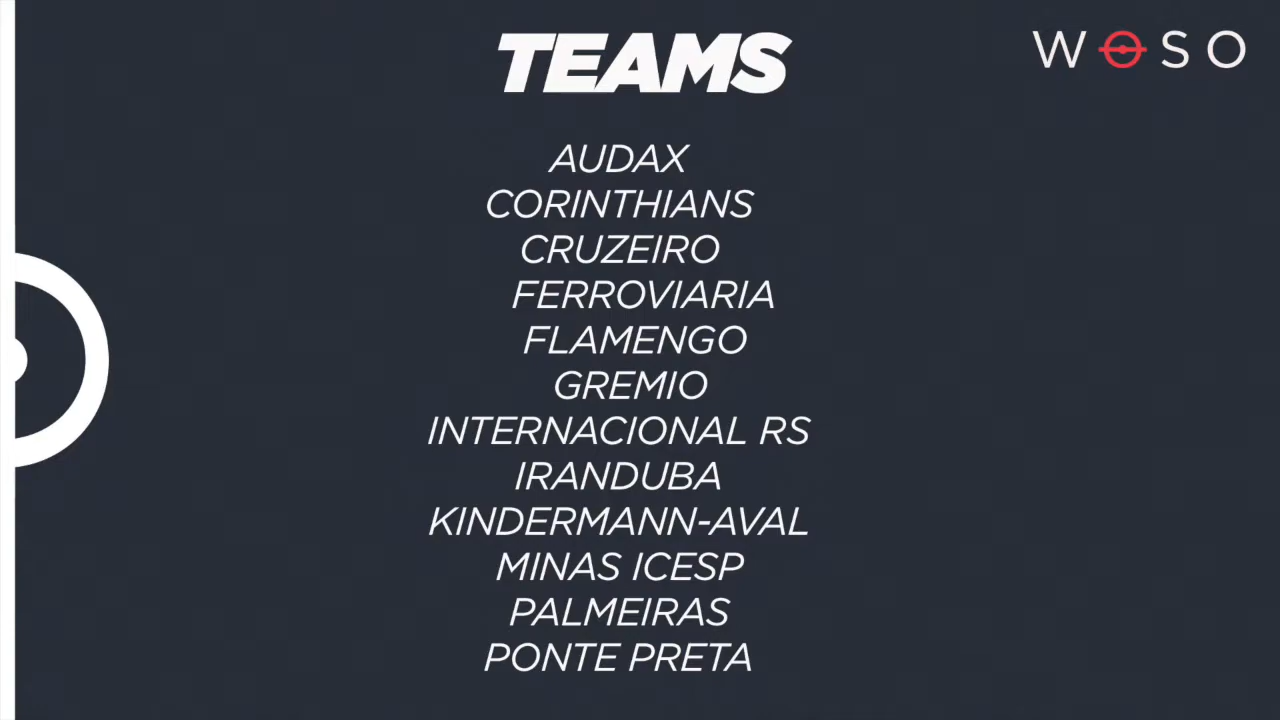 TEAMS
WOSO
AUDAX
CORINTHIANS
CRUZEIRO
FERROVIARIA
FLAMENGO
GREMIO
INTERNACIONAL RS
IRANDUBA
KINDERMANN-AVAL
MINAS ICESP
PALMEIRAS
PONTE PRETA